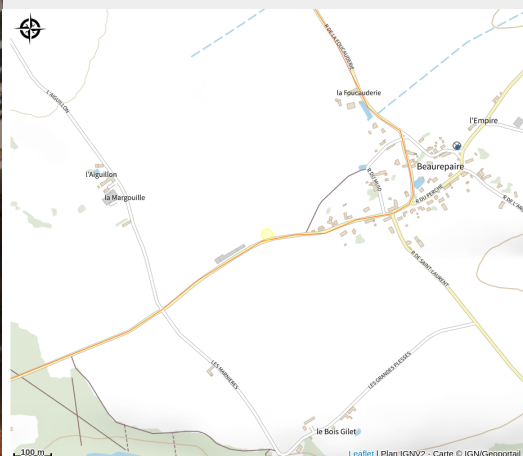 R DE LA FOUCAUDERIE
la Foucauderie
l'Empire
L'AIGUILLON
Beaurepaire
l'Aiguillon
la Margouille
R DU PERCHE
R DE SAINT-LAURENT
LES MARNIERES
LES GRANDES PLESSES
le Bois Gilet
100 m
Leaflet | Plan IGNV2 - Carte © IGN/Geoportail